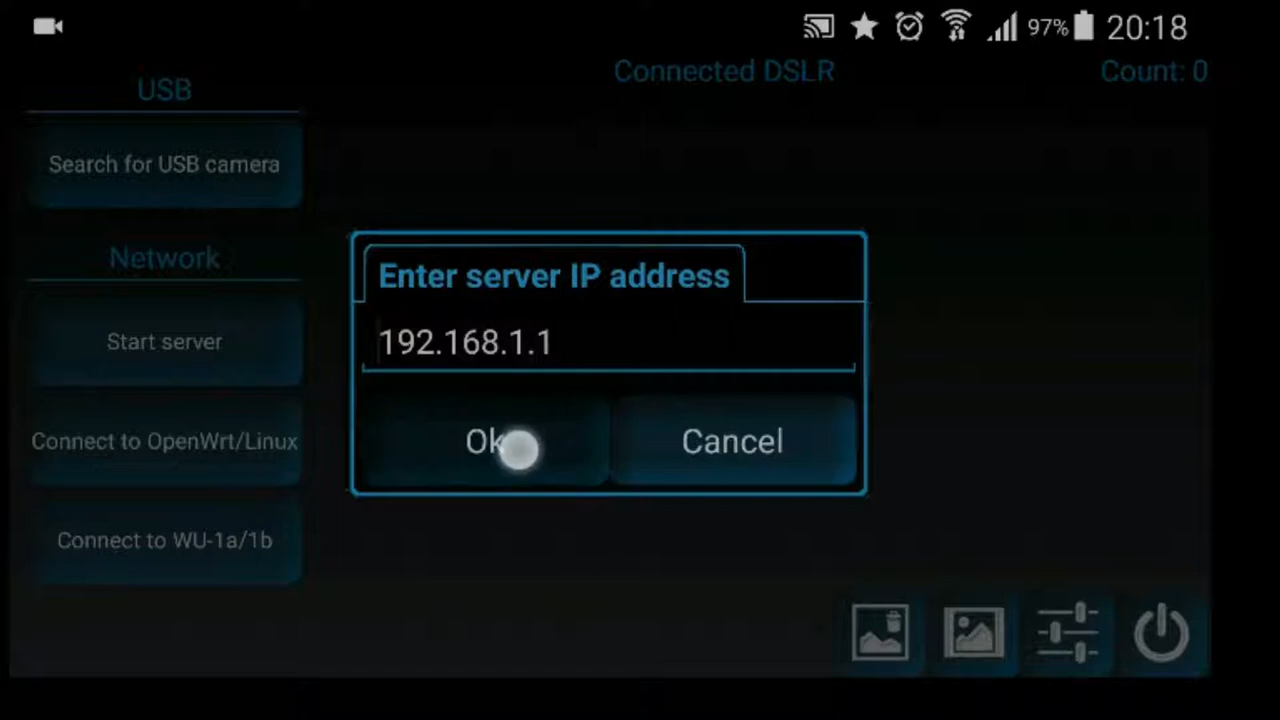 97% 20:18
USB
Connected DSLR
Count: 0
Search for USB camera
Network
Start server
Connect to OpenWrt/Linux
Connect to WU-1a/1b
Enter server IP address
192.168.1.1
Ok
Cancel